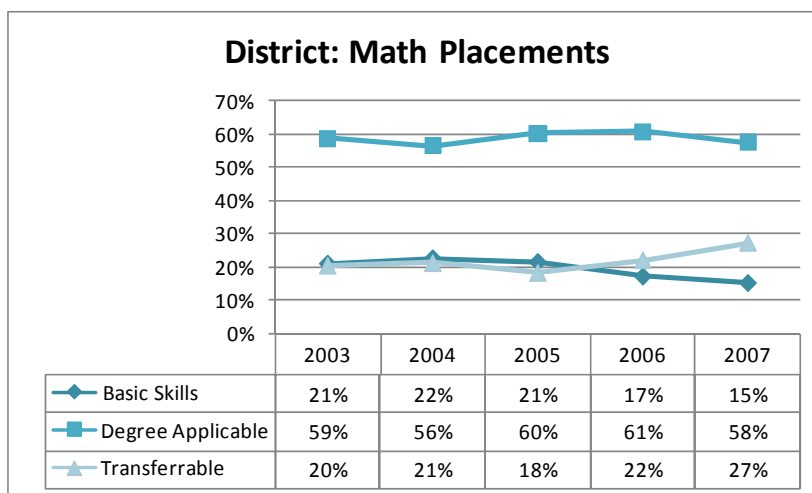 District: Math Placements
70%
60%
50%
40%
30%
20%
10%
0%
2003 2004 2005 2006 2007
Basic Skills 21% 22% 21% 17% 15%
Degree Applicable 59% 56% 60% 61% 58%
Transferrable 20% 21% 18% 22% 27%